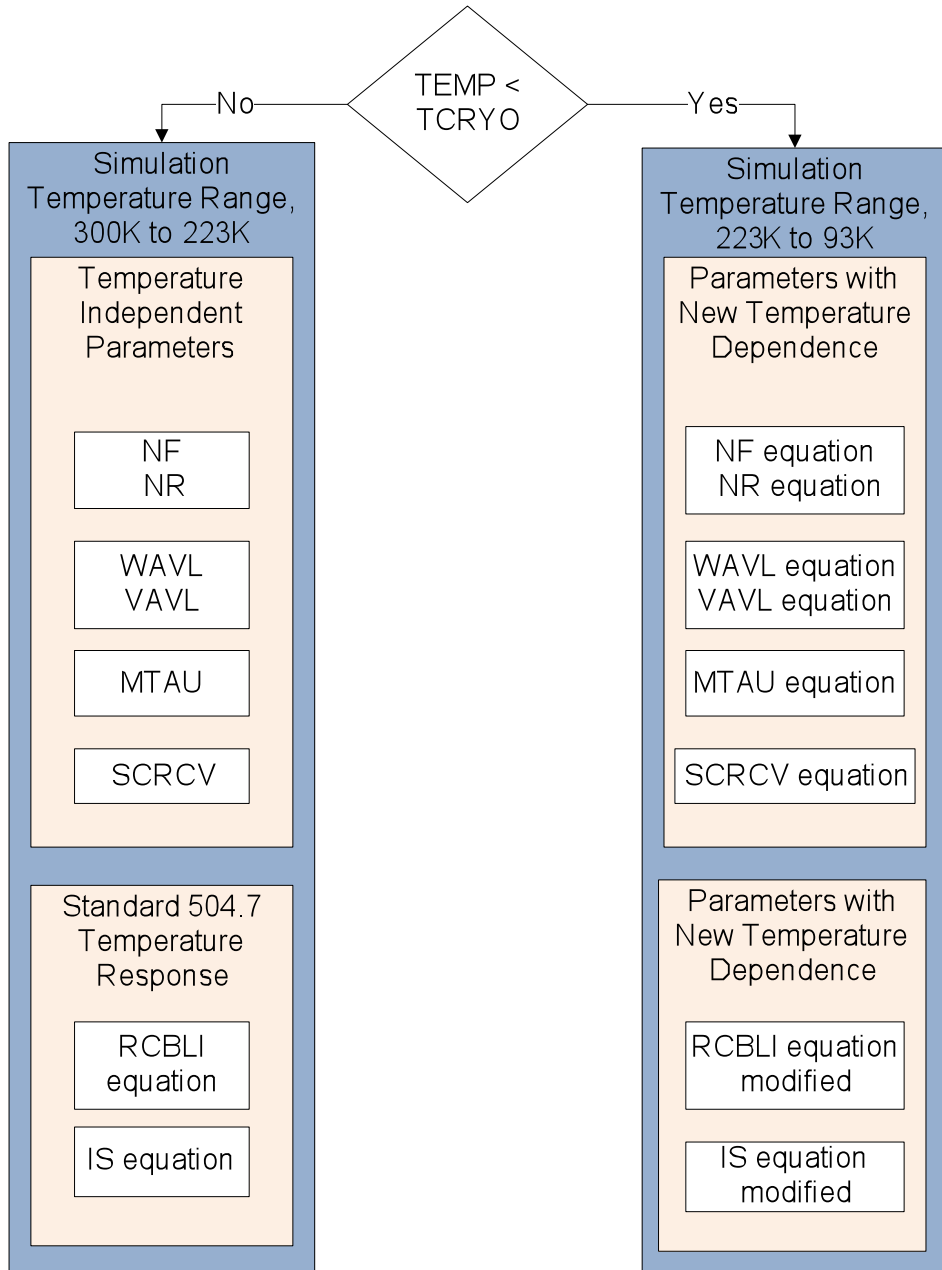 TEMP <
TCRYO
No
Yes
Simulation
Temperature Range,
300K to 223K
Temperature
Independent
Parameters
NF
NR
WAVL
VAVL
MTAU
SCRCV
Standard 504.7
Temperature
Response
RCBLI
equation
IS equation
Simulation
Temperature Range,
223K to 93K
Parameters with
New Temperature
Dependence
NF equation
NR equation
WAVL equation
VAVL equation
MTAU equation
SCRCV equation
Parameters with
New Temperature
Dependence
RCBLI equation
modified
IS equation
modified